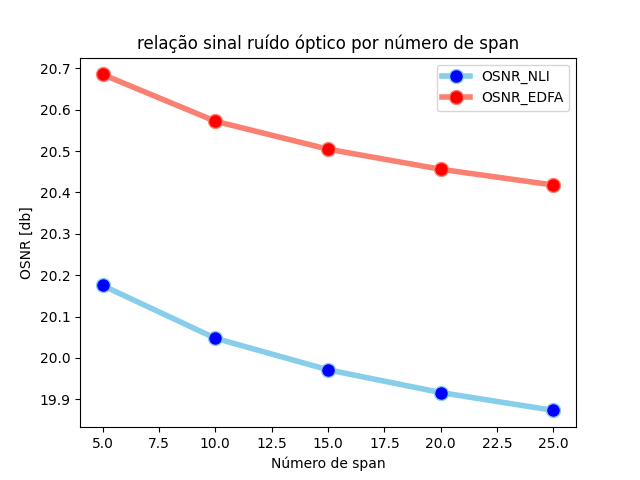 relação sinal ruído óptico por número de span
OSNR_NLI
OSNR_EDFA
OSNR [db]
20.7
20.6
20.5
20.4
20.3
20.2
20.1
20.0
19.9
5.0 7.5 10.0 12.5 15.0 17.5 20.0 22.5 25.0
Número de span